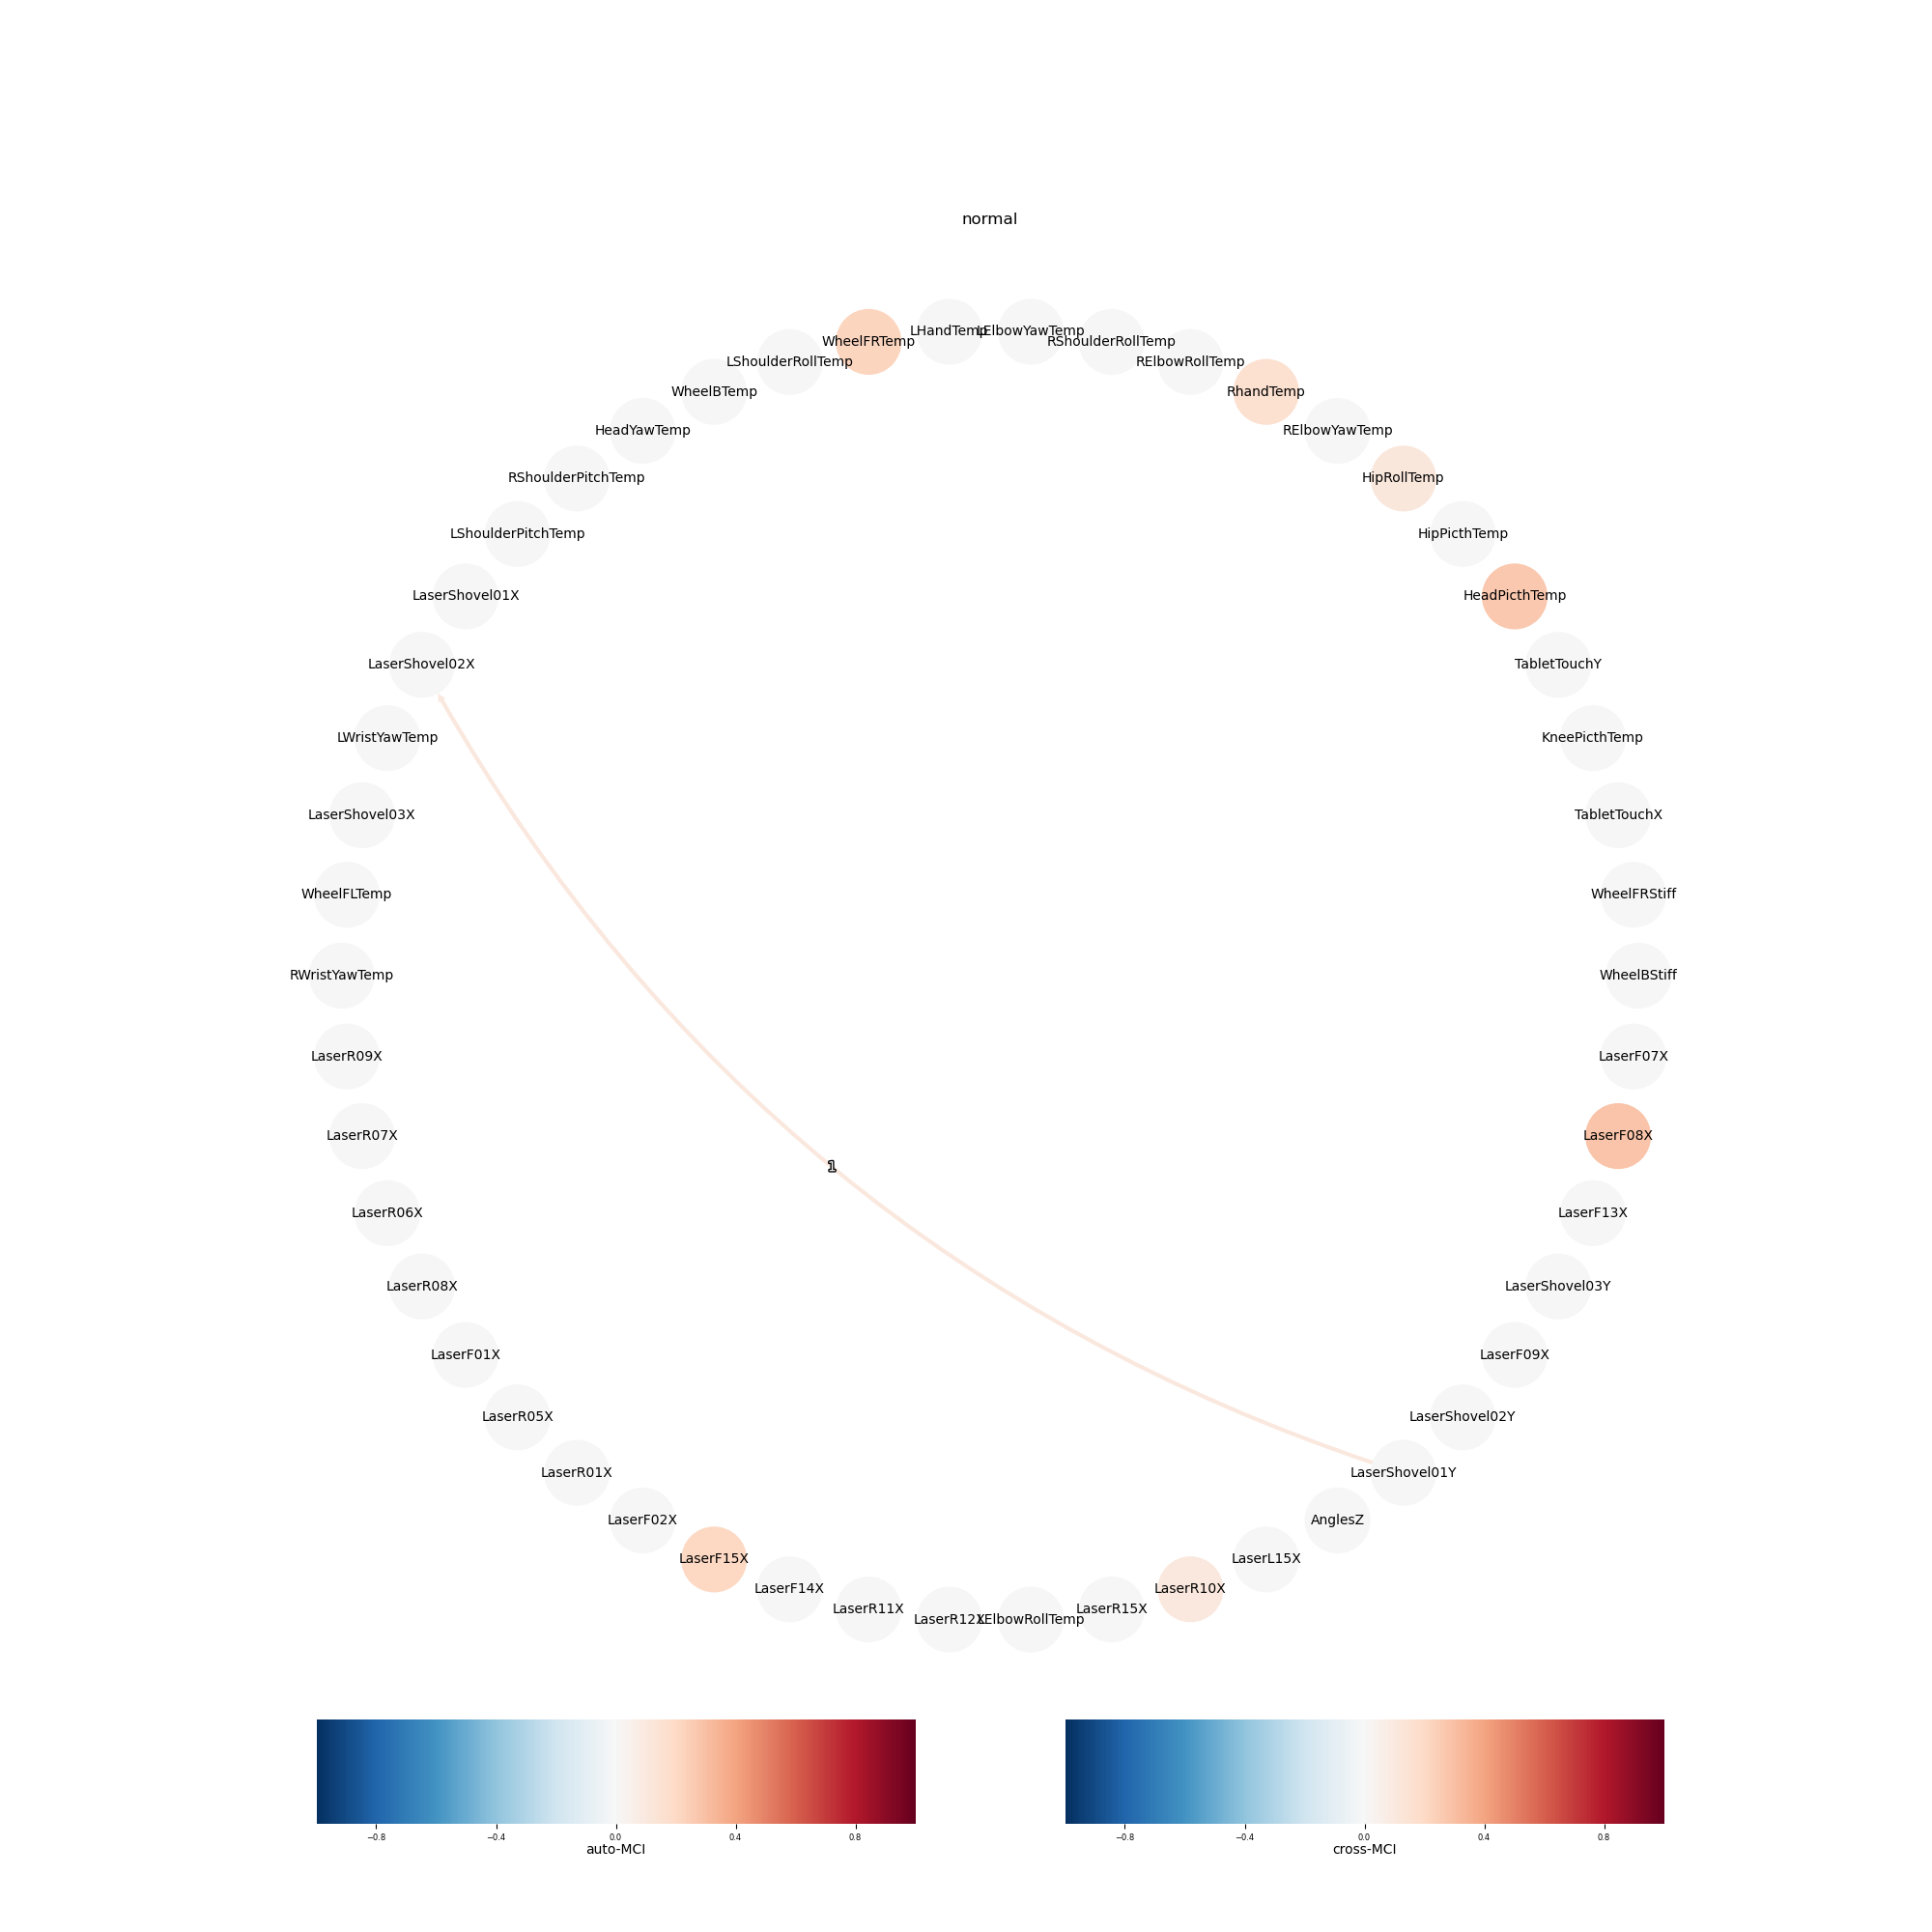 normal
LHandTemp
LElbowYawTemp
WheelFRTemp
RShoulderRollTemp
LShoulderRollTemp
RElbowRollTemp
WheelBTemp
RhandTemp
HeadYawTemp
RElbowYawTemp
RShoulderPitchTemp
HipRollTemp
LShoulderPitchTemp
HipPicthTemp
LaserShovel01X
HeadPicthTemp
LaserShovel02X
TabletTouchY
LWristYawTemp
KneePicthTemp
LaserShovel03X
TabletTouchX
WheelFLTemp
WheelFRStiff
RWristYawTemp
WheelBStiff
LaserR09X
LaserF07X
LaserR07X
LaserF08X
1
LaserR06X
LaserF13X
LaserR08X
LaserShovel03Y
LaserF01X
LaserF09X
LaserR05X
LaserShovel02Y
LaserR01X
LaserShovel01Y
LaserF02X
AnglesZ
LaserF15X
LaserL15X
LaserF14X
LaserR10X
LaserR11X
LaserR15X
LaserR12X
LElbowRollTemp
−0.8 −0.4 0.0 0.4 0.8
auto-MCI
−0.8 −0.4 0.0 0.4 0.8
cross-MCI